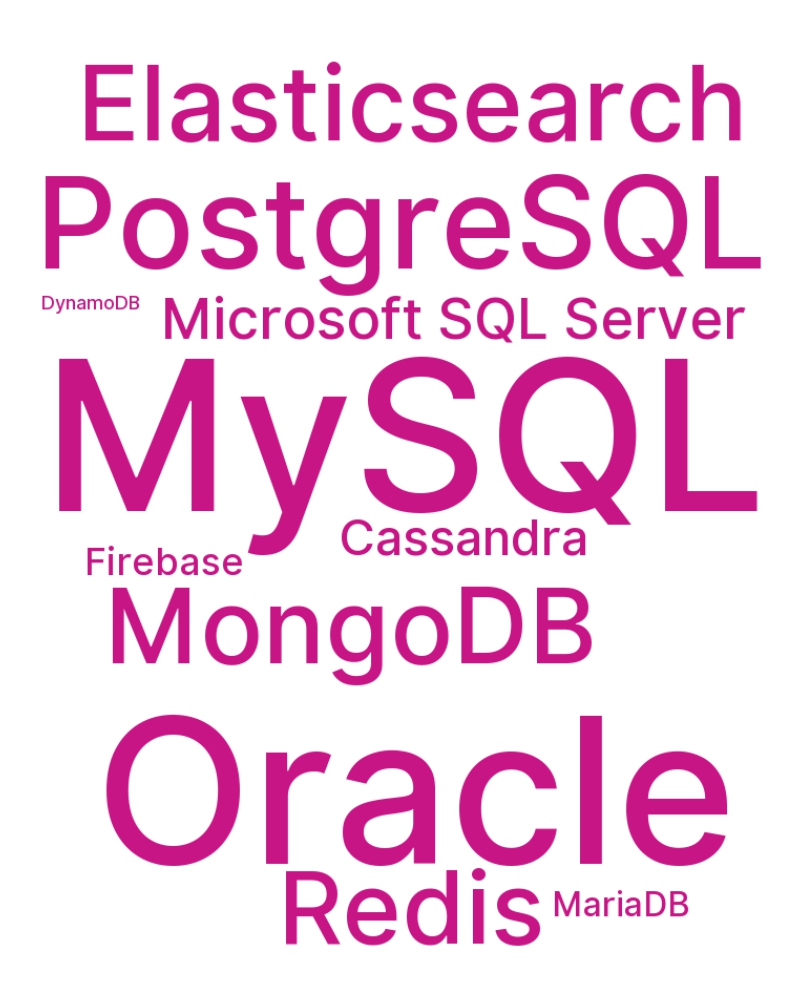 Elasticsearch
PostgreSQL
DynamoDB
Microsoft SQL Server
MySQL
Cassandra
Firebase
MongoDB
Oracle
Redis
MariaDB